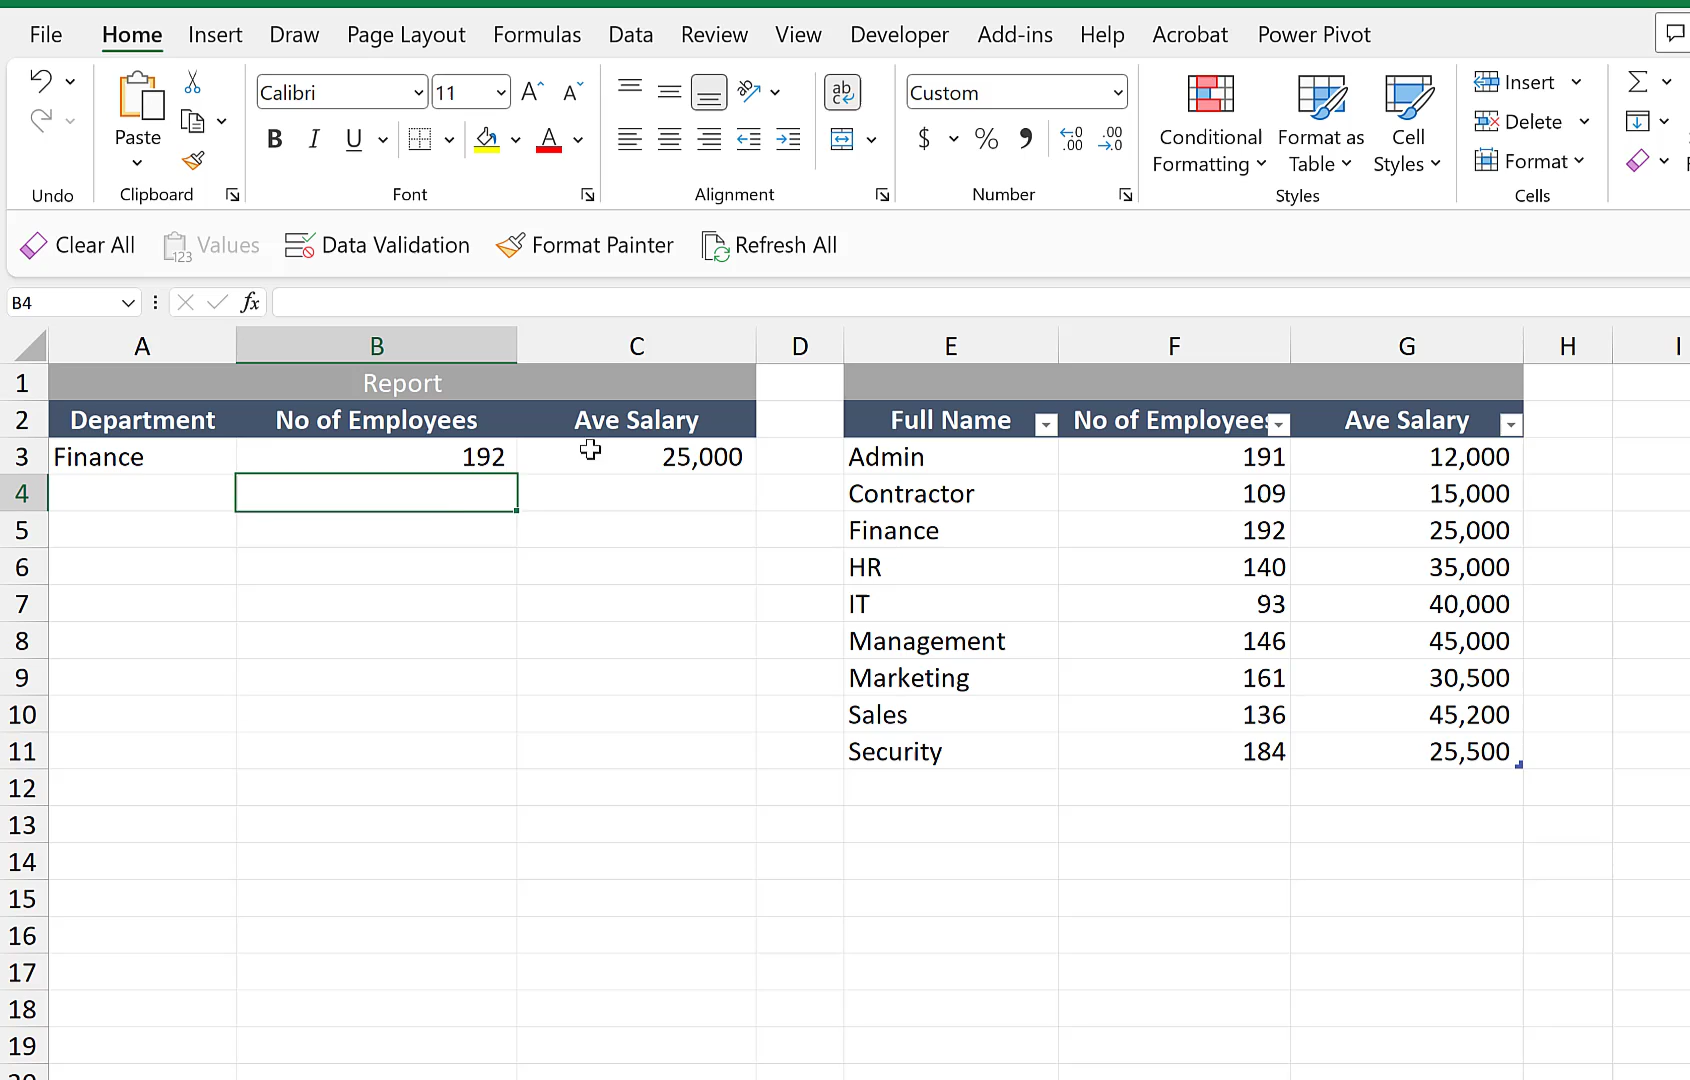 File Home Insert Draw Page Layout Formulas Data Review View Developer Add-ins Help Acrobat Power Pivot
Calibri 11 ab Custom Insert
B I U A $ % .00 .00 Delete
Paste Conditional Formatting Format as Table Cell Styles Format
Undo Clipboard Font Alignment Number Styles Cells
Clear All Values Data Validation Format Painter Refresh All
B4 fx
A B C D E F G H I
1 Report
2 Department No of Employees Ave Salary Full Name No of Employees Ave Salary
3 Finance 192 25,000 Admin 191 12,000
4 Contractor 109 15,000
5 Finance 192 25,000
6 HR 140 35,000
7 IT 93 40,000
8 Management 146 45,000
9 Marketing 161 30,500
10 Sales 136 45,200
11 Security 184 25,500
12
13
14
15
16
17
18
19